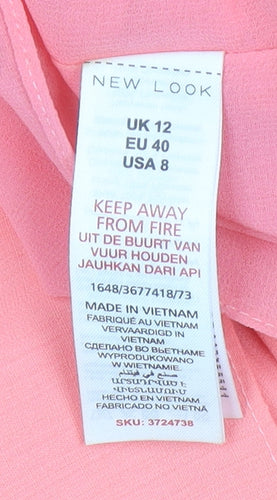 NEW LOOK
UK 12
EU 40
USA 8
KEEP AWAY
FROM FIRE
UIT DE BUURT VAN
VUUR HOUDEN
JAUHKAN DARI API
1648/3677418/73
MADE IN VIETNAM
FABRIQUÉ AU VIETNAM
VERVAARDIGD IN
VIETNAM
СДЕЛАНО ВО ВЬЕТНАМЕ
WYPRODUKOWANO
W WIETNAMIE
صنع في فيتنام
ԱՐՏԱԴՐՎԱԾ Է
ՎԻԵՏՆԱՄՈՒՄ
HECHO EN VIETNAM
FABRICADO NO VIETNÃ
SKU: 3724738